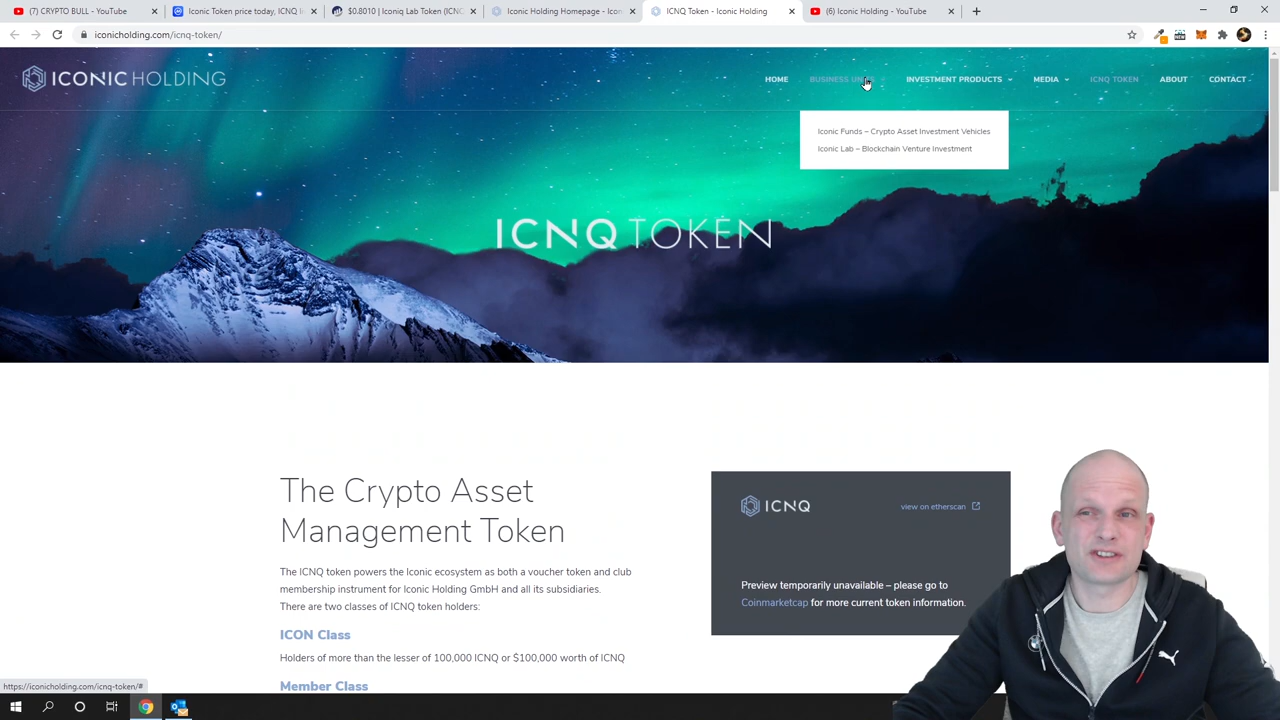 (7) CRYPTO BULL - YouTube
Iconic Token price today, ICNQ l
$0.8010 | Iconiq Lab Token (ICNC
Iconic Holding Homepage - Icon
ICNQ Token - Iconic Holding
(6) Iconic Holding - YouTube
iconicholding.com/icnq-token/
ICONIC HOLDING
HOME
BUSINESS UNITS
INVESTMENT PRODUCTS
MEDIA
ICNQ TOKEN
ABOUT
CONTACT
Iconic Funds – Crypto Asset Investment Vehicles
Iconic Lab – Blockchain Venture Investment
ICNQ TOKEN
The Crypto Asset
Management Token
The ICNQ token powers the Iconic ecosystem as both a voucher token and club
membership instrument for Iconic Holding GmbH and all its subsidiaries.
There are two classes of ICNQ token holders:
ICON Class
Holders of more than the lesser of 100,000 ICNQ or $100,000 worth of ICNQ
Member Class
ICNQ
view on etherscan
Preview temporarily unavailable – please go to
Coinmarketcap for more current token information.
https://iconicholding.com/icnq-token/#